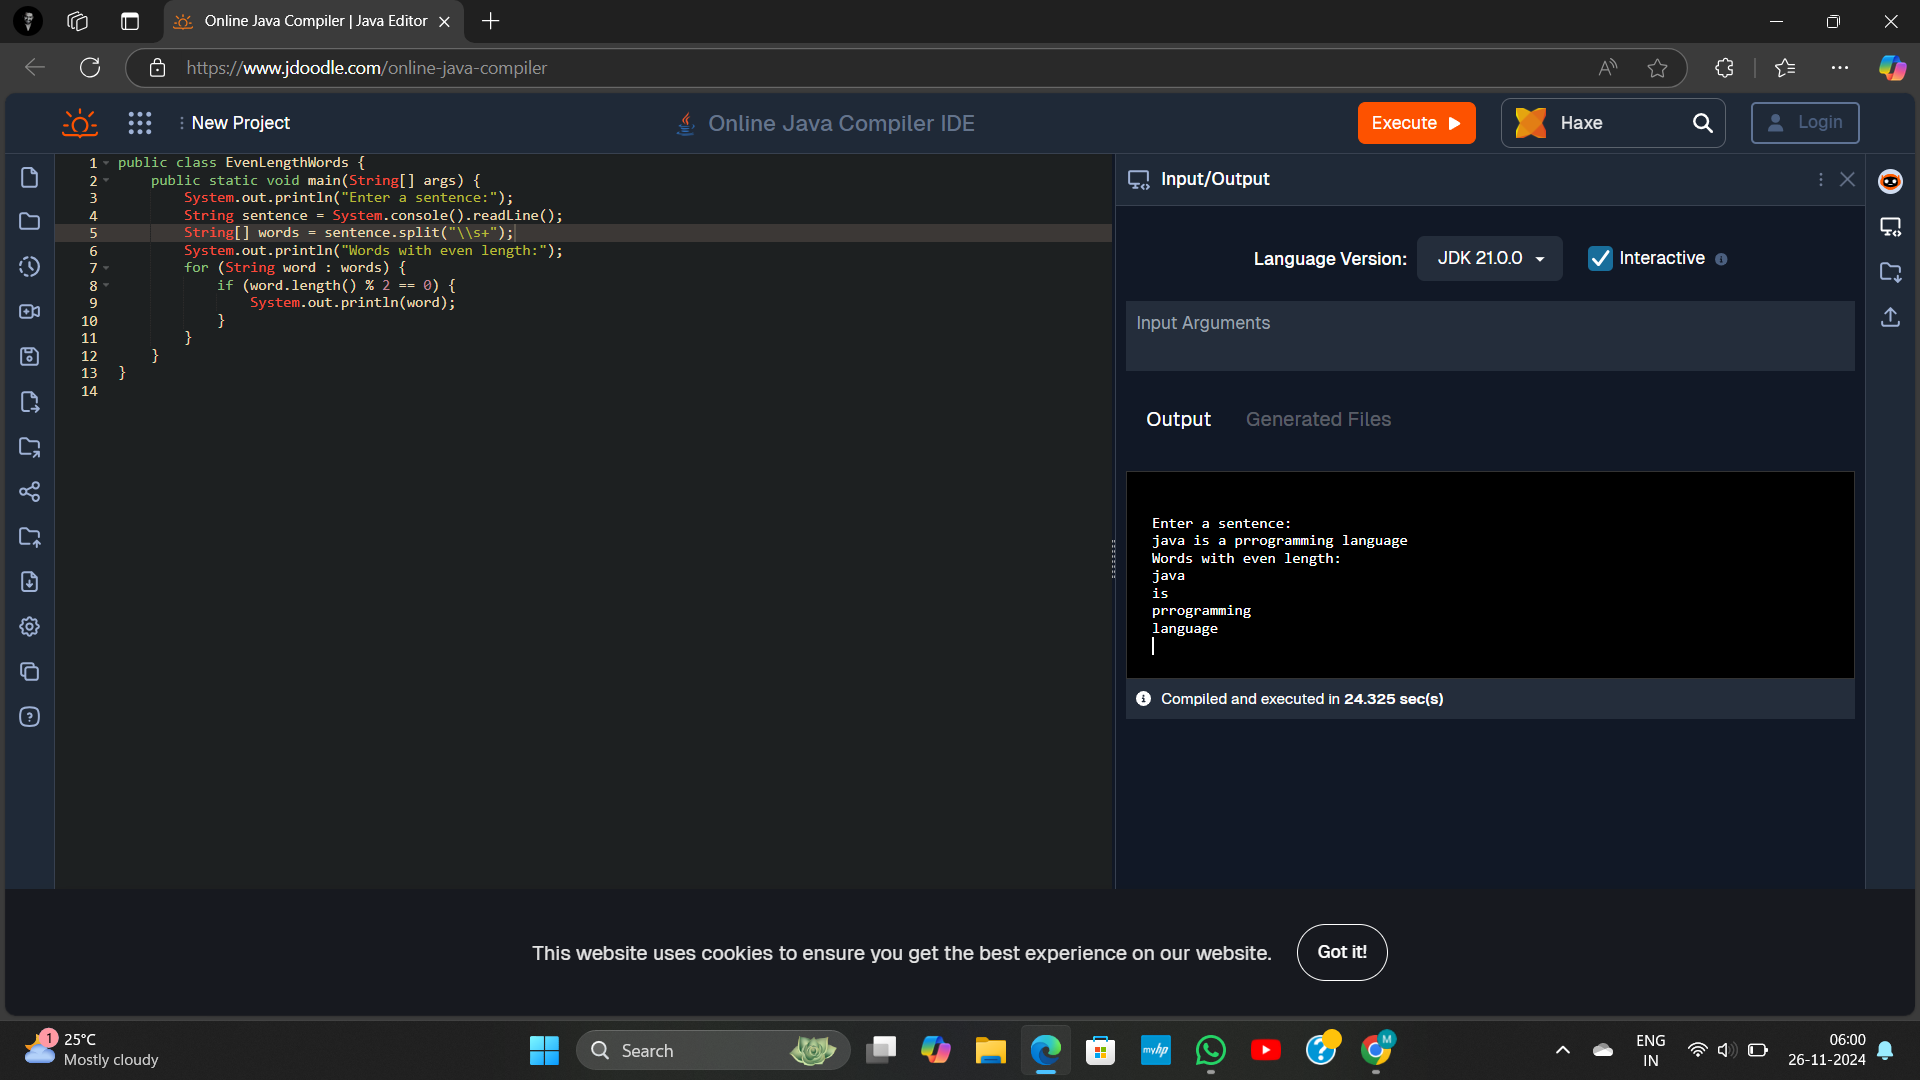 Online Java Compiler | Java Editor
https://www.jdoodle.com/online-java-compiler
New Project
Online Java Compiler IDE
Execute
Haxe
Login
1 public class EvenLengthWords {
2 public static void main(String[] args) {
3 System.out.println("Enter a sentence:");
4 String sentence = System.console().readLine();
5 String[] words = sentence.split("\\s+");
6 System.out.println("Words with even length:");
7 for (String word : words) {
8 if (word.length() % 2 == 0) {
9 System.out.println(word);
10 }
11 }
12 }
13 }
14
Input/Output
Language Version: JDK 21.0.0 Interactive
Input Arguments
Output Generated Files
Enter a sentence:
java is a prrogramming language
Words with even length:
java
is
prrogramming
language
Compiled and executed in 24.325 sec(s)
This website uses cookies to ensure you get the best experience on our website. Got it!
1
25°C
Mostly cloudy
Search
myhp
M
ENG
IN
06:00
26-11-2024